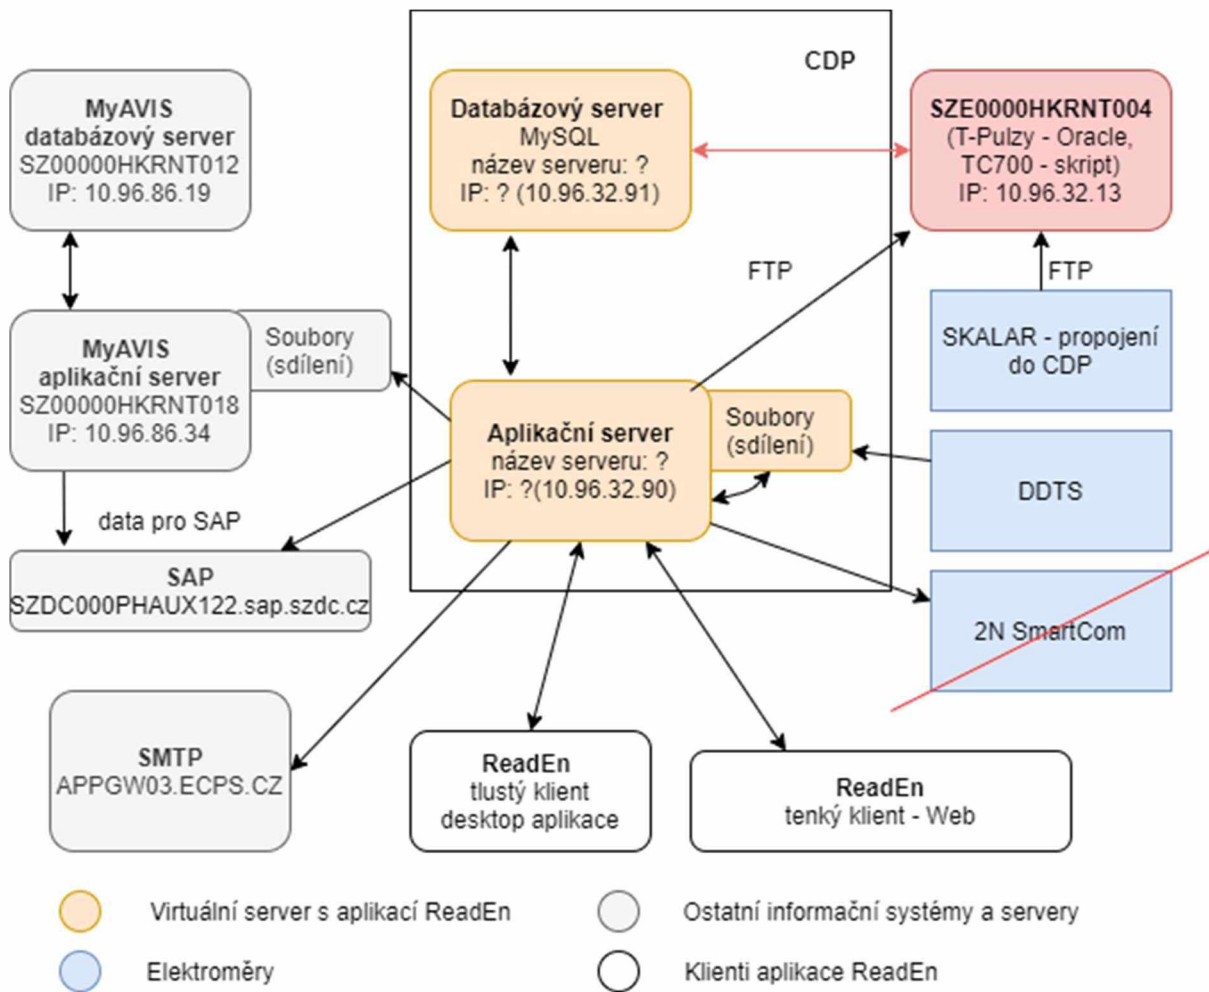 CDP
MyAVIS
databázový server
SZ00000HKRNT012
IP: 10.96.86.19
Databázový server
MySQL
název serveru: ?
IP: ? (10.96.32.91)
SZE0000HKRNT004
(T-Pulzy - Oracle,
TC700 - skript)
IP: 10.96.32.13
FTP
FTP
MyAVIS
aplikační server
SZ00000HKRNT018
IP: 10.96.86.34
Soubory
(sdílení)
SKALAR - propojení
do CDP
Aplikační server
název serveru: ?
IP: ?(10.96.32.90)
Soubory
(sdílení)
DDTS
data pro SAP
SAP
SZDC000PHAUX122.sap.szdc.cz
2N SmartCom
SMTP
APPGW03.ECPS.CZ
ReadEn
tlustý klient
desktop aplikace
ReadEn
tenký klient - Web
Virtuální server s aplikací ReadEn
Ostatní informační systémy a servery
Elektroměry
Klienti aplikace ReadEn